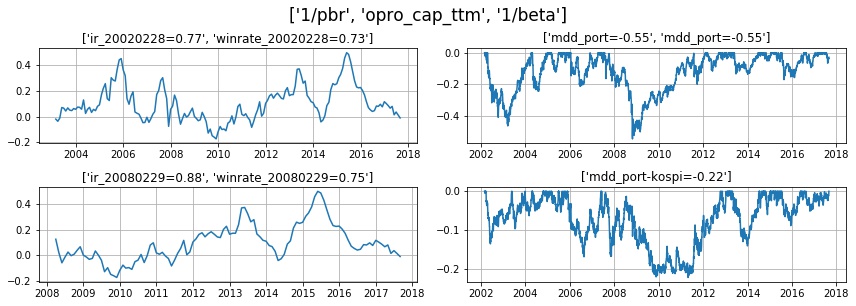 ['1/pbr', 'opro_cap_ttm', '1/beta']
['ir_20020228=0.77', 'winrate_20020228=0.73']
0.4
0.2
0.0
−0.2
2004 2006 2008 2010 2012 2014 2016 2018
['mdd_port=-0.55', 'mdd_port=-0.55']
0.0
−0.2
−0.4
2002 2004 2006 2008 2010 2012 2014 2016 2018
['ir_20080229=0.88', 'winrate_20080229=0.75']
0.4
0.2
0.0
−0.2
2008 2009 2010 2011 2012 2013 2014 2015 2016 2017 2018
['mdd_port-kospi=-0.22']
0.0
−0.1
−0.2
2002 2004 2006 2008 2010 2012 2014 2016 2018